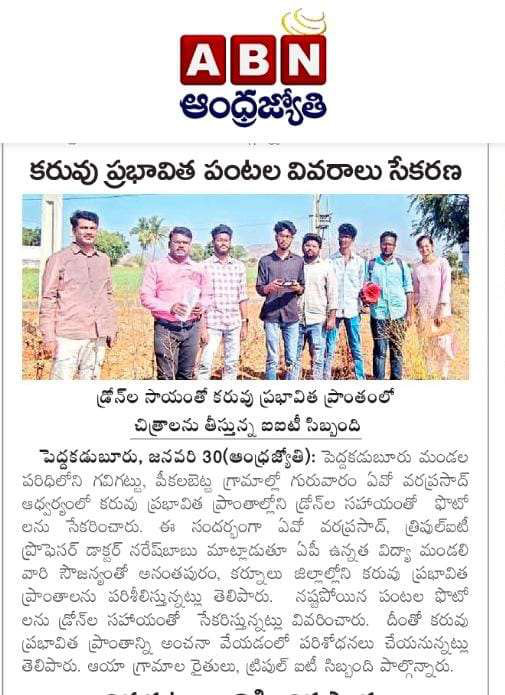 ABN
ఆంధ్రజ్యోతి
కరువు ప్రభావిత పంటల వివరాలు సేకరణ
డ్రోన్‌ల సాయంతో కరువు ప్రభావిత ప్రాంతంలో
చిత్రాలను తీస్తున్న ఐఐటీ సిబ్బంది
పెద్దకడుబూరు, జనవరి 30(ఆంధ్రజ్యోతి): పెద్దకడుబూరు మండల
పరిధిలోని గవిగట్టు, పీకలబెట్ట గ్రామాల్లో గురువారం ఏవో వరప్రసాద్
ఆధ్వర్యంలో కరువు ప్రభావిత ప్రాంతాల్లోని డ్రోన్‌ల సహాయంతో ఫొటో
లను సేకరించారు. ఈ సందర్భంగా ఏవో వరప్రసాద్, త్రిపుల్‌ఐటీ
ప్రొఫెసర్ డాక్టర్ నరేష్‌బాబు మాట్లాడుతూ ఏపీ ఉన్నత విద్యా మండలి
వారి సౌజన్యంతో అనంతపురం, కర్నూలు జిల్లాల్లోని కరువు ప్రభావిత
ప్రాంతాలను పరిశీలిస్తున్నట్లు తెలిపారు. నష్టపోయిన పంటల ఫొటో
లను డ్రోన్‌ల సహాయంతో సేకరిస్తున్నట్లు వివరించారు. దీంతో కరువు
ప్రభావిత ప్రాంతాన్ని అంచనా వేయడంలో పరిశోధనలు చేయనున్నట్లు
తెలిపారు. ఆయా గ్రామాల రైతులు, ట్రిపుల్ ఐటీ సిబ్బంది పాల్గొన్నారు.